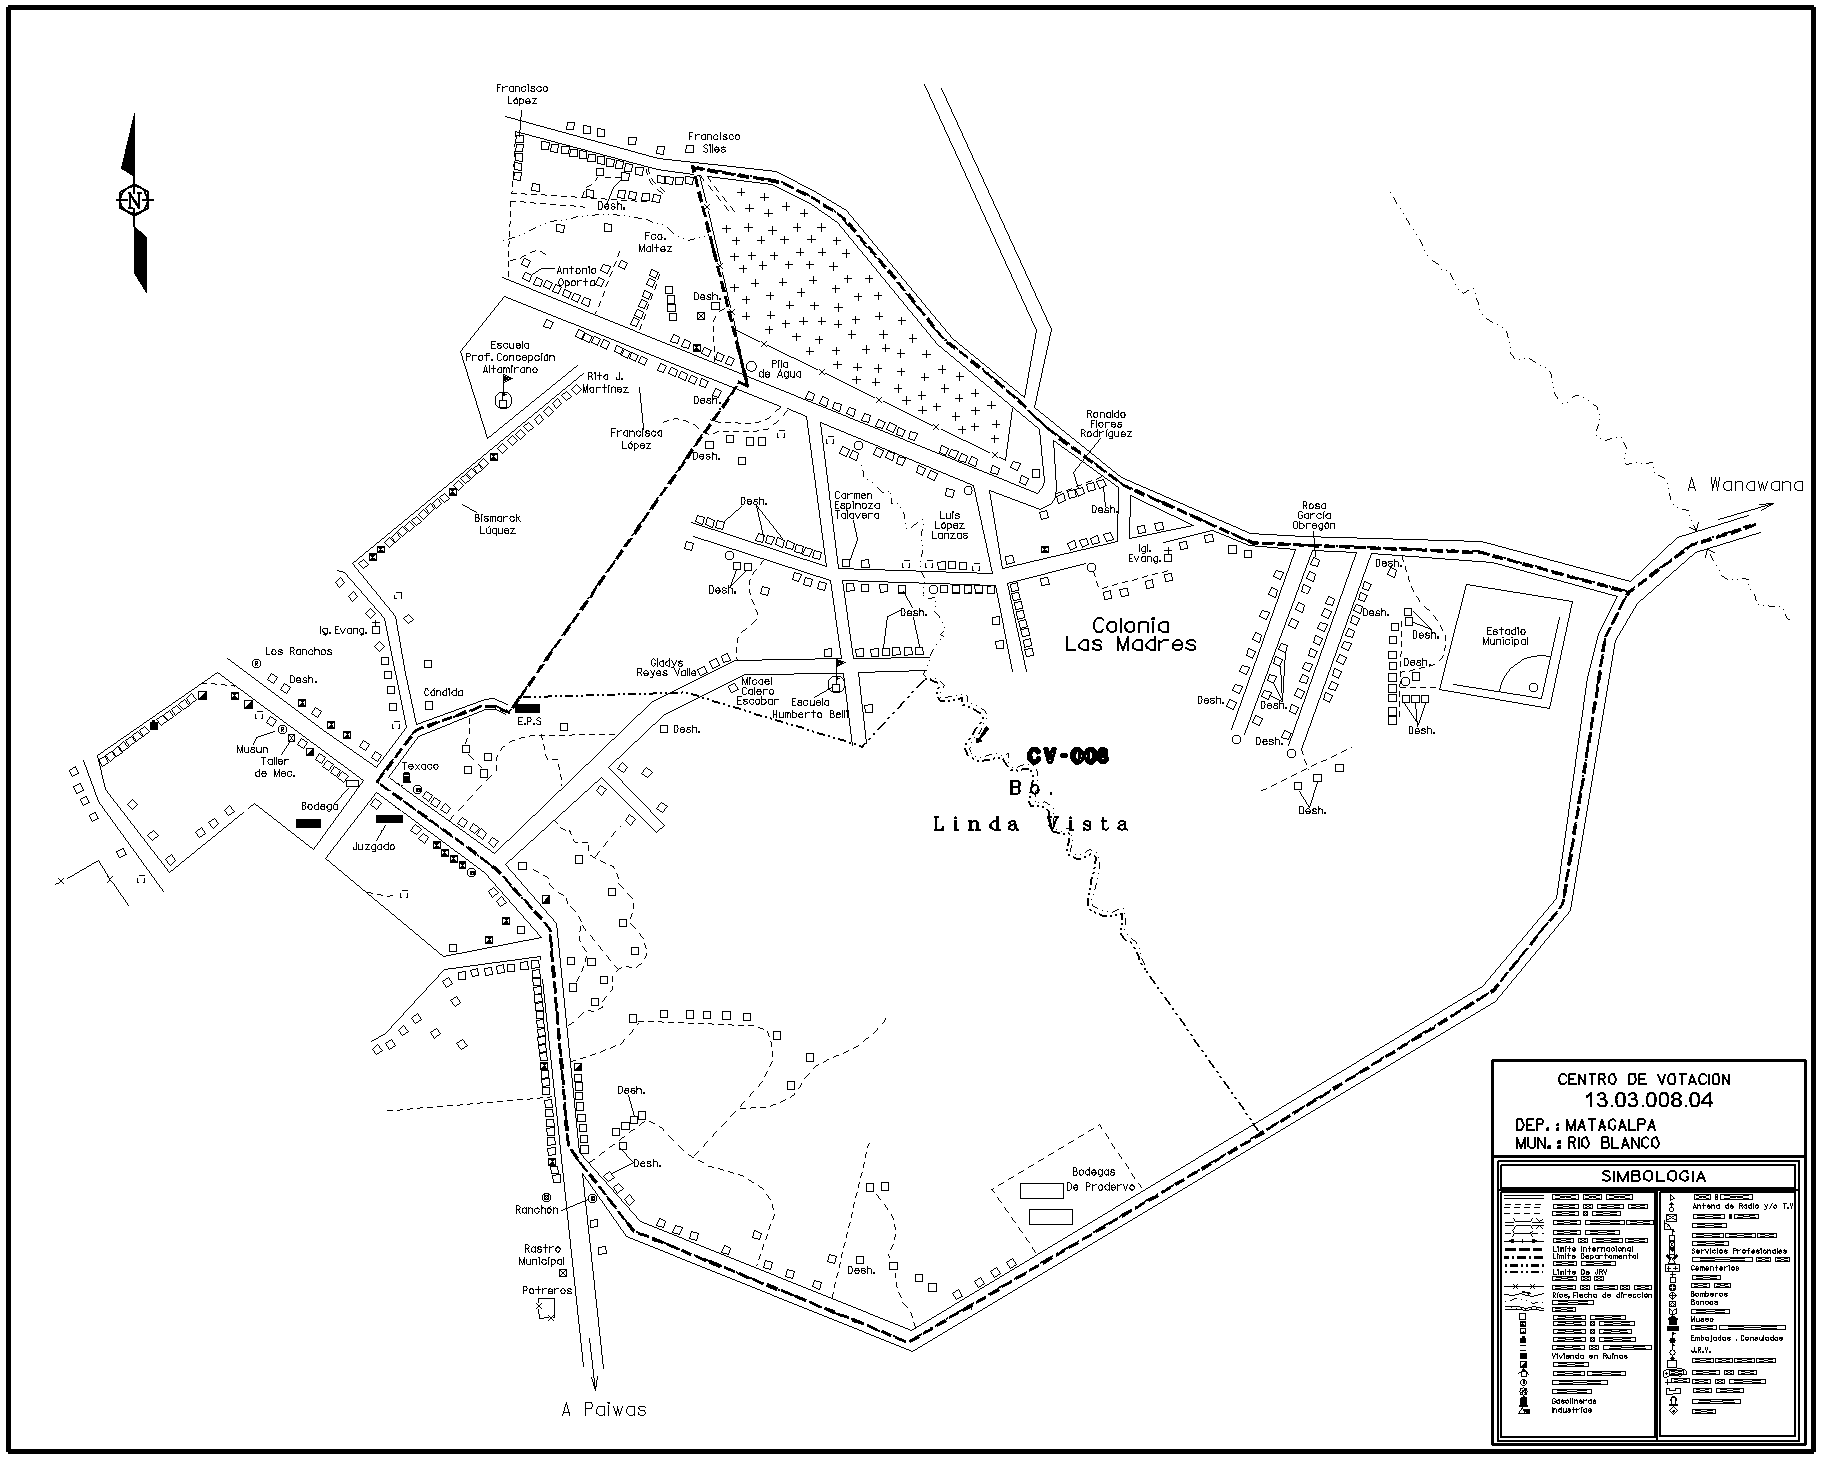 Francisco
López
Francisco
Siles
N
Desh.
Fca.
Maltez
Antonio
Oporta
Desh.
Escuela
Prof. Concepción
Altamirano
Rita J.
Martínez
Pila
de Agua
Desh.
Francisca
López
Desh.
Ronaldo
Flores
Rodríguez
A Wanawana
Bismarck
Lúquez
Desh.
Carmen
Espinoza
Talavera
Luis
López
Lanzas
Desh.
Rosa
García
Obregón
Igl.
Evang.
Desh.
Desh.
Desh.
Desh.
Colonia
Las Madres
Desh.
Estadio
Municipal
Ig. Evang.
Los Ranchos
Desh.
Gladys
Reyes Valle
Desh.
Cándida
Micael
Calero
Escobar
Escuela
Humberto Bell
Desh.
Desh.
E.P.S
Desh.
Desh.
Desh.
Musun
Taller
de Mec.
Texaco
CV-008
Bo.
Linda Vista
Bodega
Juzgado
Desh.
Desh.
Desh.
Bodegas
De Prodervo
Ranchón
Rastro
Municipal
Desh.
Potreros
A Paiwas
CENTRO DE VOTACION
13.03.008.04
DEP.: MATAGALPA
MUN.: RIO BLANCO
SIMBOLOGIA
Antena de Radio y/o T.V
Limite Internacional
Limite Departamental
Servicios Profesionales
Limite De JRV
Cementerios
Ríos, Flecha de dirección
Bomberos
Bancos
Museo
Embajadas , Consulados
J.R.V.
Vivienda en Ruinas
Gasolineras
Industrias